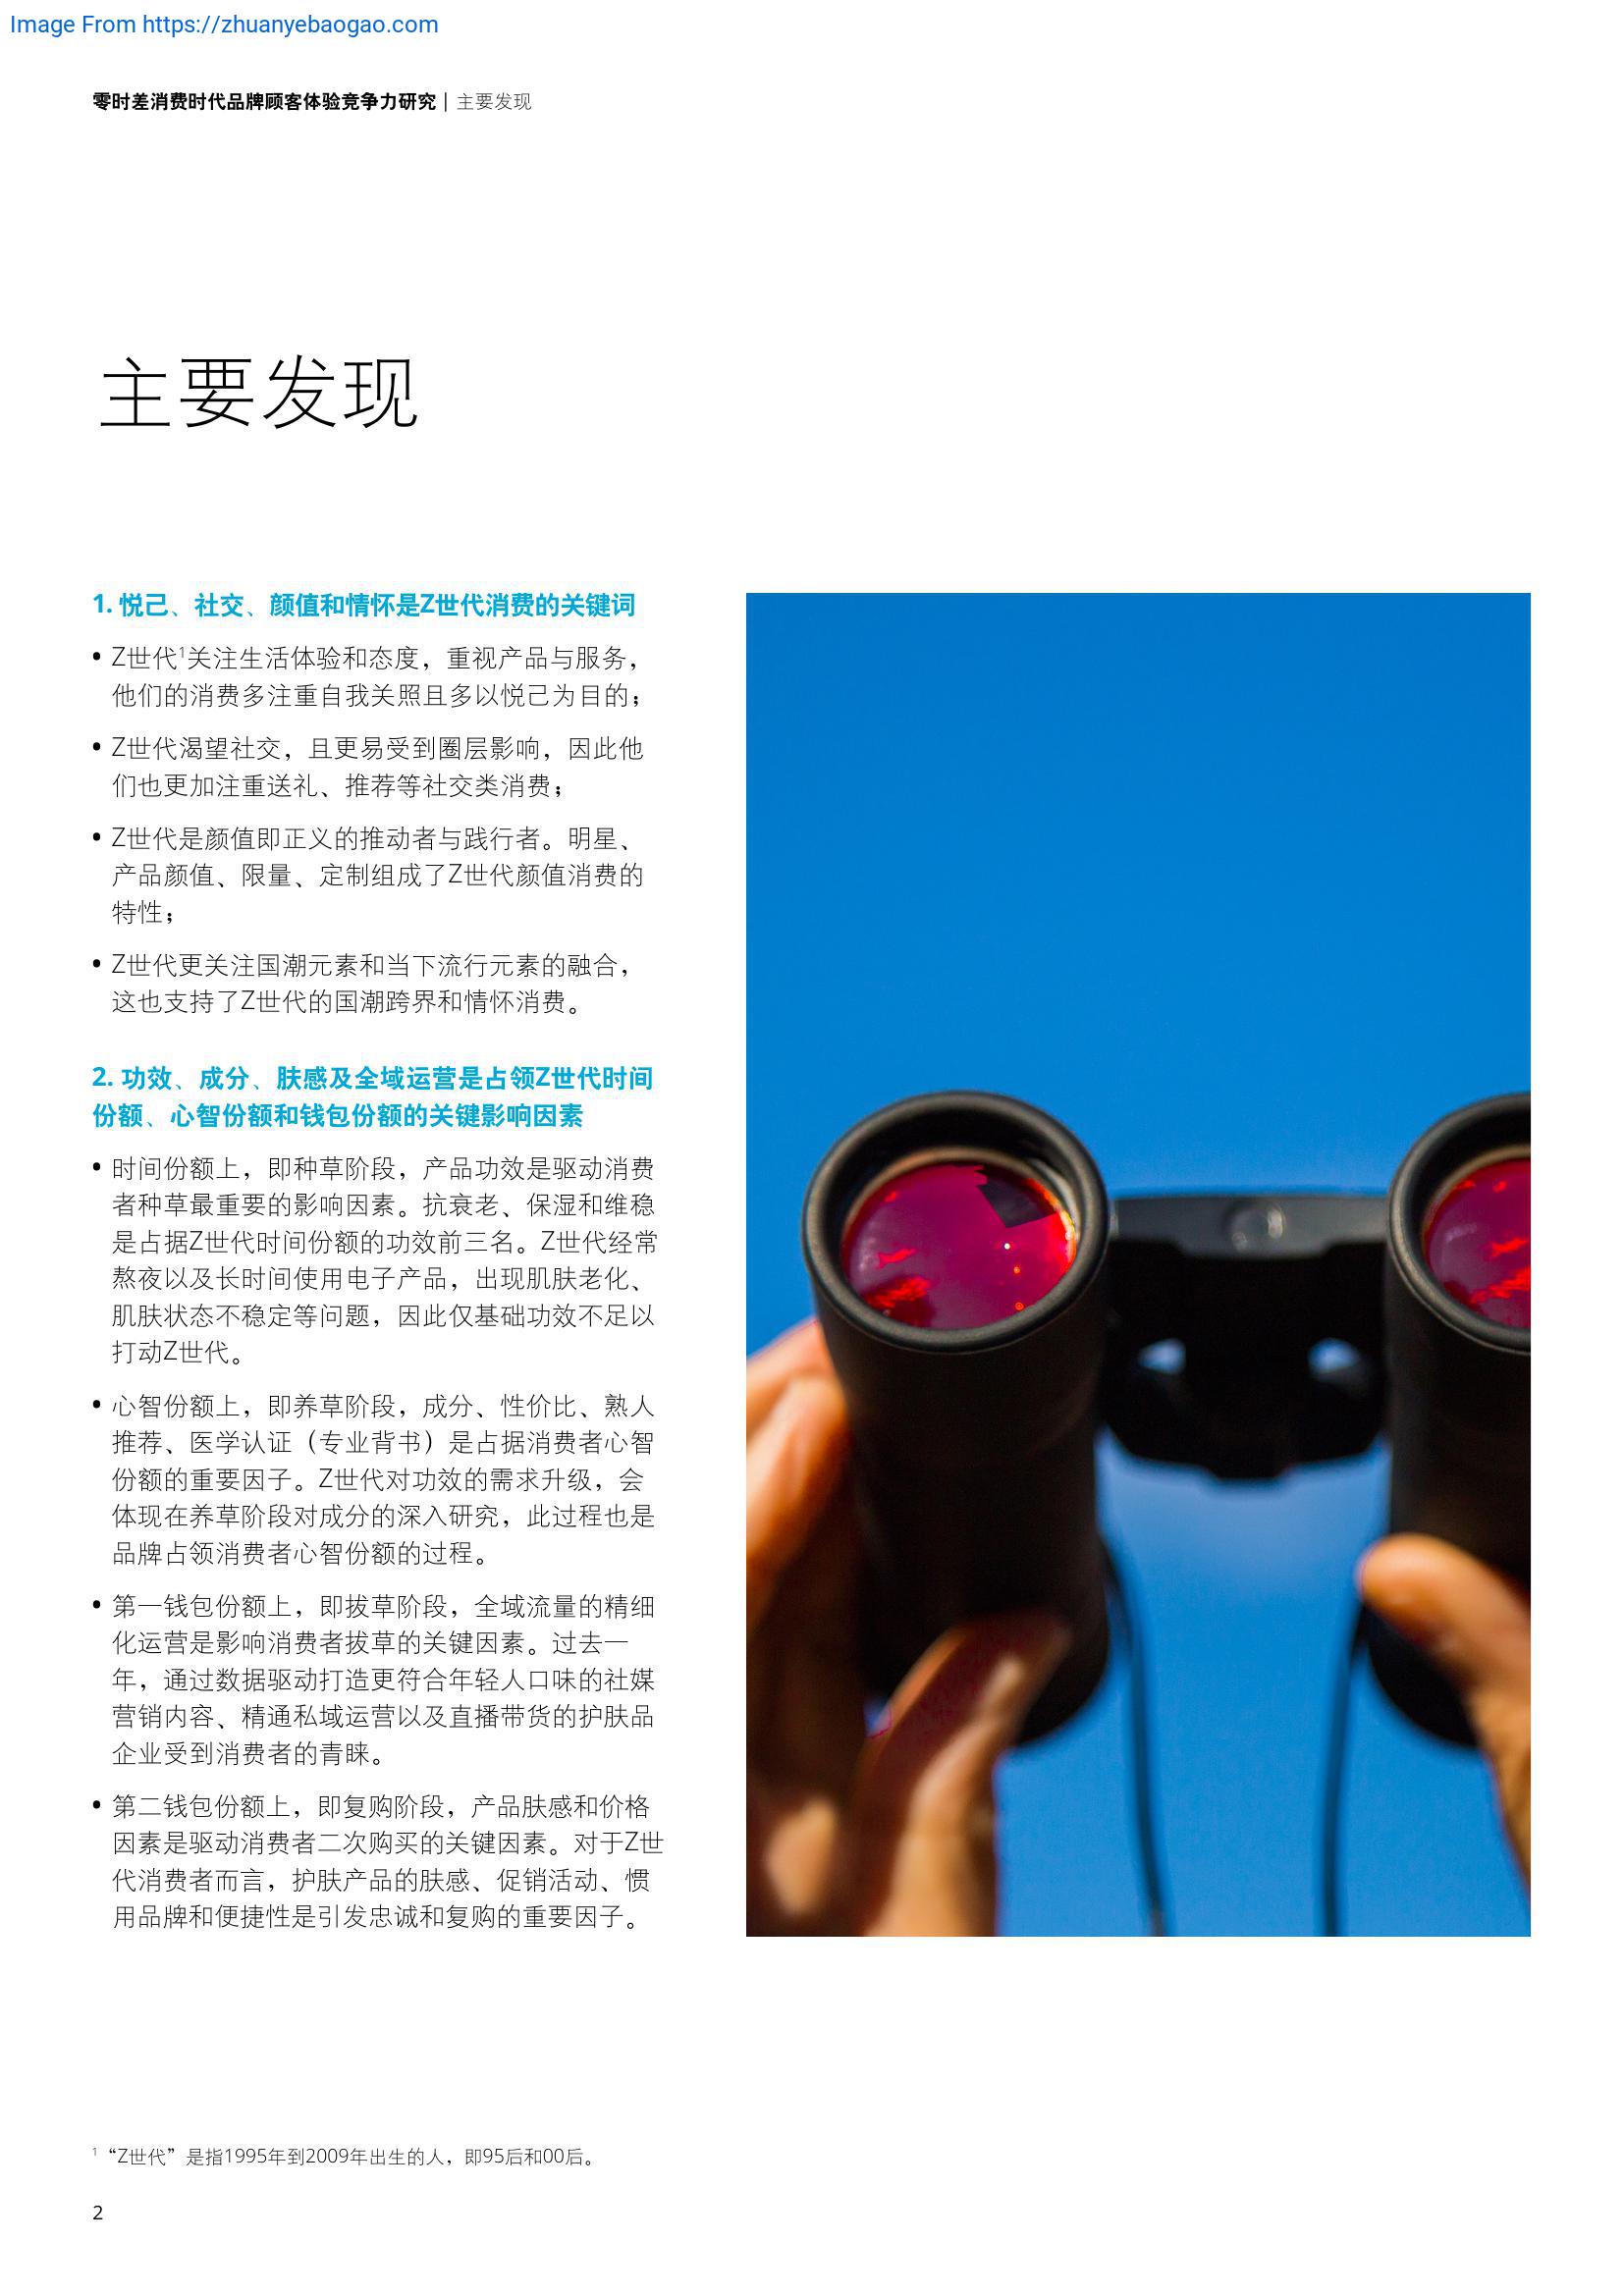 Image From https://zhuanyebaogao.com
零时差消费时代品牌顾客体验竞争力研究 | 主要发现
主要发现
1. 悦己、社交、颜值和情怀是Z世代消费的关键词
• Z世代¹关注生活体验和态度，重视产品与服务，
他们的消费多注重自我关照且多以悦己为目的；
• Z世代渴望社交，且更易受到圈层影响，因此他
们也更加注重送礼、推荐等社交类消费；
• Z世代是颜值即正义的推动者与践行者。明星、
产品颜值、限量、定制组成了Z世代颜值消费的
特性；
• Z世代更关注国潮元素和当下流行元素的融合，
这也支持了Z世代的国潮跨界和情怀消费。
2. 功效、成分、肤感及全域运营是占领Z世代时间
份额、心智份额和钱包份额的关键影响因素
• 时间份额上，即种草阶段，产品功效是驱动消费
者种草最重要的影响因素。抗衰老、保湿和维稳
是占据Z世代时间份额的功效前三名。Z世代经常
熬夜以及长时间使用电子产品，出现肌肤老化、
肌肤状态不稳定等问题，因此仅基础功效不足以
打动Z世代。
• 心智份额上，即养草阶段，成分、性价比、熟人
推荐、医学认证（专业背书）是占据消费者心智
份额的重要因子。Z世代对功效的需求升级，会
体现在养草阶段对成分的深入研究，此过程也是
品牌占领消费者心智份额的过程。
• 第一钱包份额上，即拔草阶段，全域流量的精细
化运营是影响消费者拔草的关键因素。过去一
年，通过数据驱动打造更符合年轻人口味的社媒
营销内容、精通私域运营以及直播带货的护肤品
企业受到消费者的青睐。
• 第二钱包份额上，即复购阶段，产品肤感和价格
因素是驱动消费者二次购买的关键因素。对于Z世
代消费者而言，护肤产品的肤感、促销活动、惯
用品牌和便捷性是引发忠诚和复购的重要因子。
¹ “Z世代”是指1995年到2009年出生的人，即95后和00后。
2